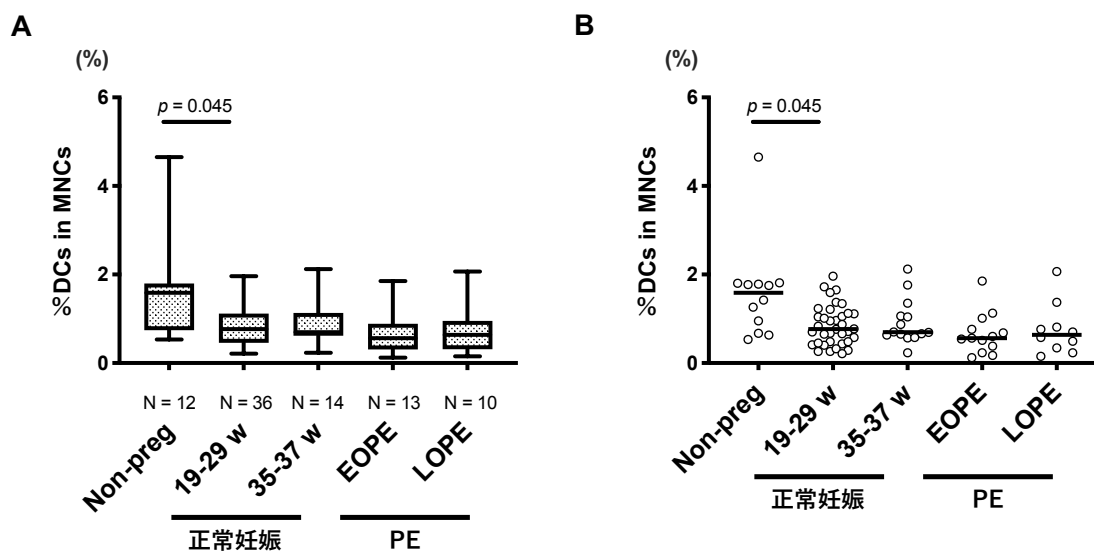 A
(%)
%DCs in MNCs
6
4
2
0
p = 0.045
N = 12 N = 36 N = 14 N = 13 N = 10
Non-preg 19-29 w 35-37 w EOPE LOPE
正常妊娠 PE
B
(%)
%DCs in MNCs
6
4
2
0
p = 0.045
Non-preg 19-29 w 35-37 w EOPE LOPE
正常妊娠 PE